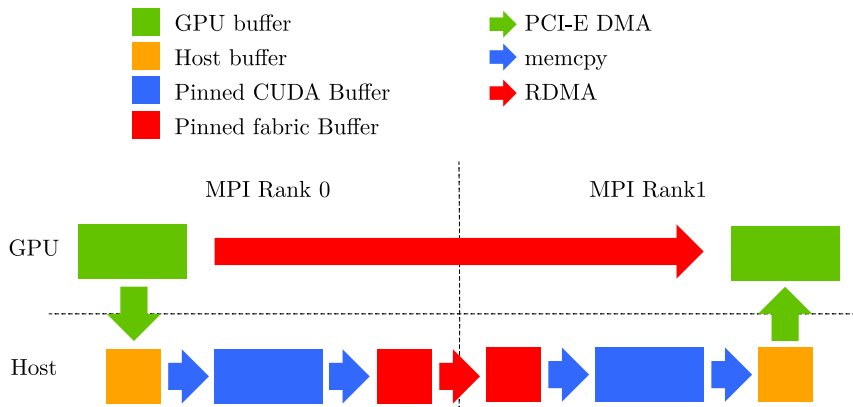 GPU buffer
Host buffer
Pinned CUDA Buffer
Pinned fabric Buffer
PCI-E DMA
memcpy
RDMA
MPI Rank 0
MPI Rank1
GPU
Host